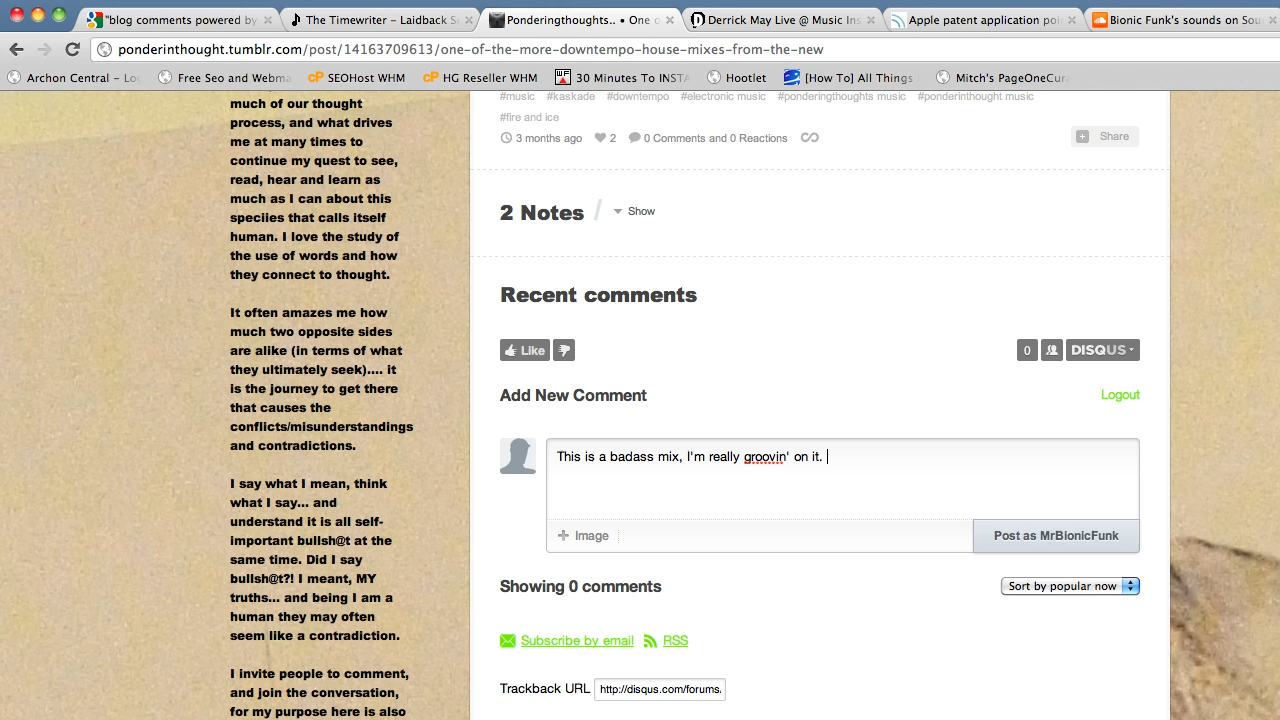 "blog comments powered by
The Timewriter – Laidback S
Ponderingthoughts.. • One o
Derrick May Live @ Music Ins
Apple patent application poi
Bionic Funk's sounds on Sou
ponderinthought.tumblr.com/post/14163709613/one-of-the-more-downtempo-house-mixes-from-the-new
Archon Central – Lo
Free Seo and Webma
cP SEOHost WHM
cP HG Reseller WHM
WF 30 Minutes To INSTA
Hootlet
[How To] All Things
Mitch's PageOneCura
much of our thought
process, and what drives
me at many times to
continue my quest to see,
read, hear and learn as
much as I can about this
speciies that calls itself
human. I love the study of
the use of words and how
they connect to thought.
It often amazes me how
much two opposite sides
are alike (in terms of what
they ultimately seek).... it
is the journey to get there
that causes the
conflicts/misunderstandings
and contradictions.
I say what I mean, think
what I say... and
understand it is all self-
important bullsh@t at the
same time. Did I say
bullsh@t?! I meant, MY
truths... and being I am a
human they may often
seem like a contradiction.
I invite people to comment,
and join the conversation,
for my purpose here is also
#music #kaskade #downtempo #electronic music #ponderingthoughts music #ponderinthought music
#fire and ice
3 months ago 2 0 Comments and 0 Reactions
Share
2 Notes / Show
Recent comments
Like
0 DISQUS
Add New Comment
Logout
This is a badass mix, I'm really groovin' on it.
+ Image
Post as MrBionicFunk
Showing 0 comments
Sort by popular now
Subscribe by email RSS
Trackback URL http://disqus.com/forums